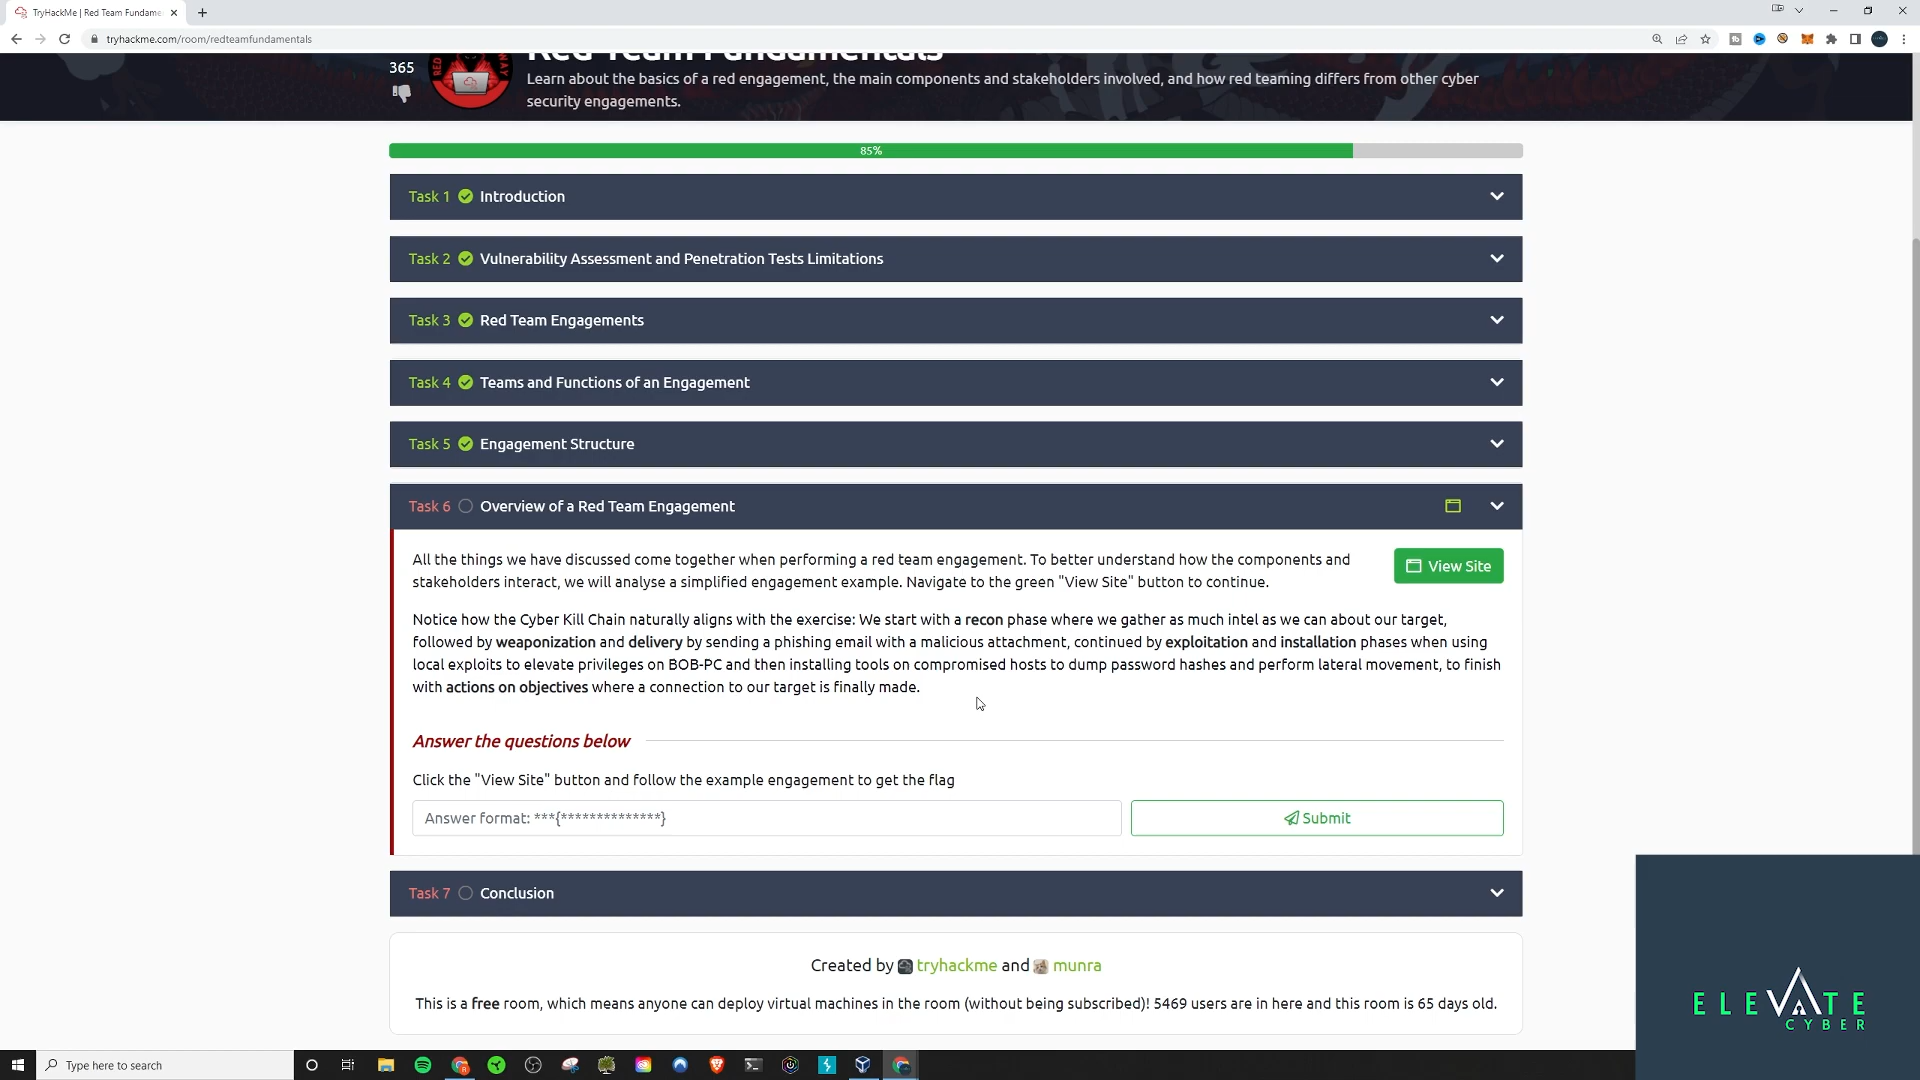 TryHackMe | Red Team Fundame
tryhackme.com/room/redteamfundamentals
365
Red Team Fundamentals
Learn about the basics of a red engagement, the main components and stakeholders involved, and how red teaming differs from other cyber
security engagements.
85%
Task 1 Introduction
Task 2 Vulnerability Assessment and Penetration Tests Limitations
Task 3 Red Team Engagements
Task 4 Teams and Functions of an Engagement
Task 5 Engagement Structure
Task 6 Overview of a Red Team Engagement
All the things we have discussed come together when performing a red team engagement. To better understand how the components and
stakeholders interact, we will analyse a simplified engagement example. Navigate to the green "View Site" button to continue.
View Site
Notice how the Cyber Kill Chain naturally aligns with the exercise: We start with a recon phase where we gather as much intel as we can about our target,
followed by weaponization and delivery by sending a phishing email with a malicious attachment, continued by exploitation and installation phases when using
local exploits to elevate privileges on BOB-PC and then installing tools on compromised hosts to dump password hashes and perform lateral movement, to finish
with actions on objectives where a connection to our target is finally made.
Answer the questions below
Click the "View Site" button and follow the example engagement to get the flag
Answer format: ***{**************}
Submit
Task 7 Conclusion
Created by tryhackme and munra
This is a free room, which means anyone can deploy virtual machines in the room (without being subscribed)! 5469 users are in here and this room is 65 days old.
ELEVATE
CYBER
Type here to search